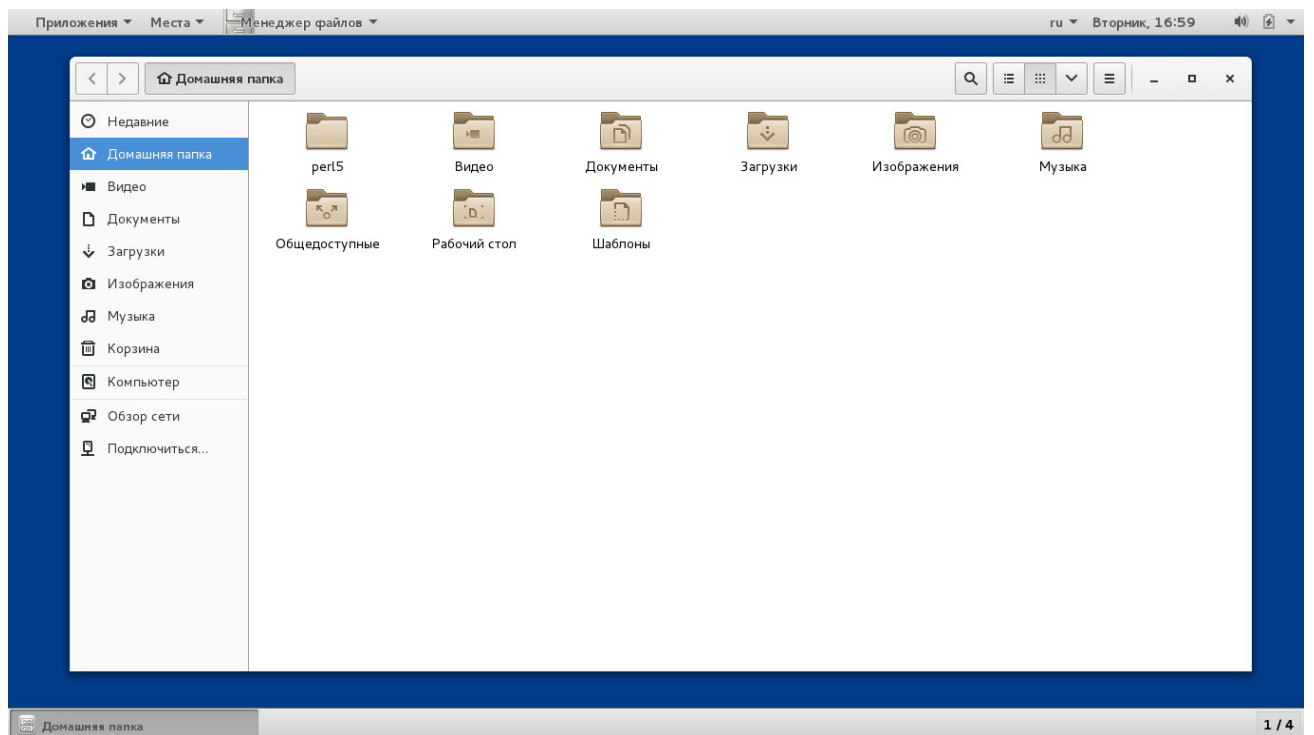 Приложения Места Менеджер файлов ru Вторник, 16:59
Домашняя папка
Недавние
Домашняя папка
Видео
Документы
Загрузки
Изображения
Музыка
Корзина
Компьютер
Обзор сети
Подключиться...
perl5 Видео Документы Загрузки Изображения Музыка
Общедоступные Рабочий стол Шаблоны
Домашняя папка 1 / 4